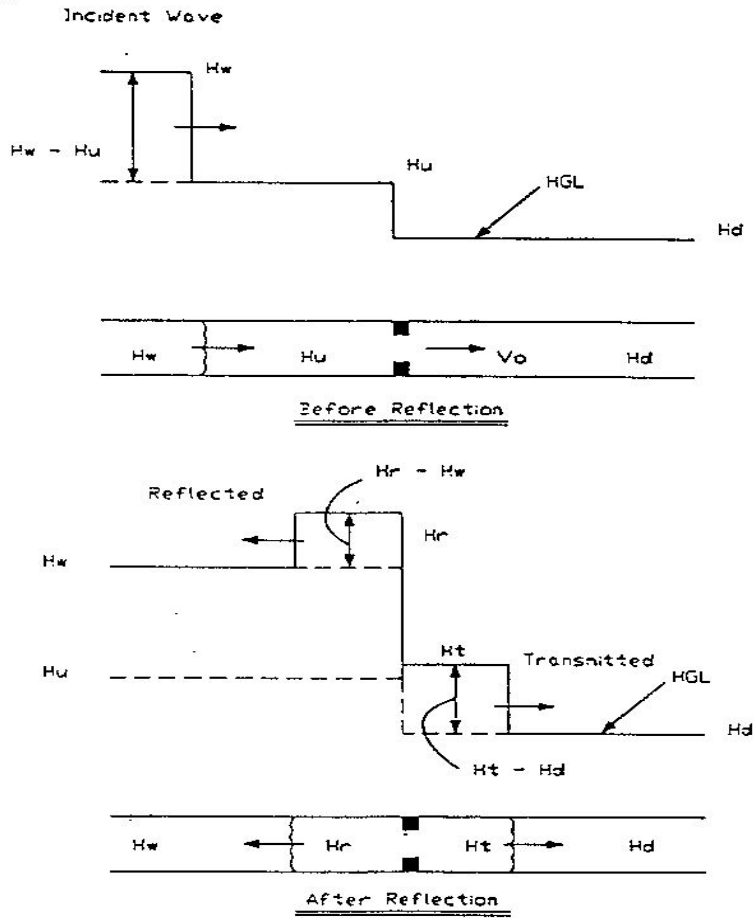 Incident Wave
Hw
Hw - Hu
Hu
HGL
Hd
Hw
Hu
Vo
Hd
Before Reflection
Hr - Hw
Reflected
Hr
Hw
Ht
Transmitted
Hu
HGL
Hd
Ht - Hd
Hw
Hr
Ht
Hd
After Reflection